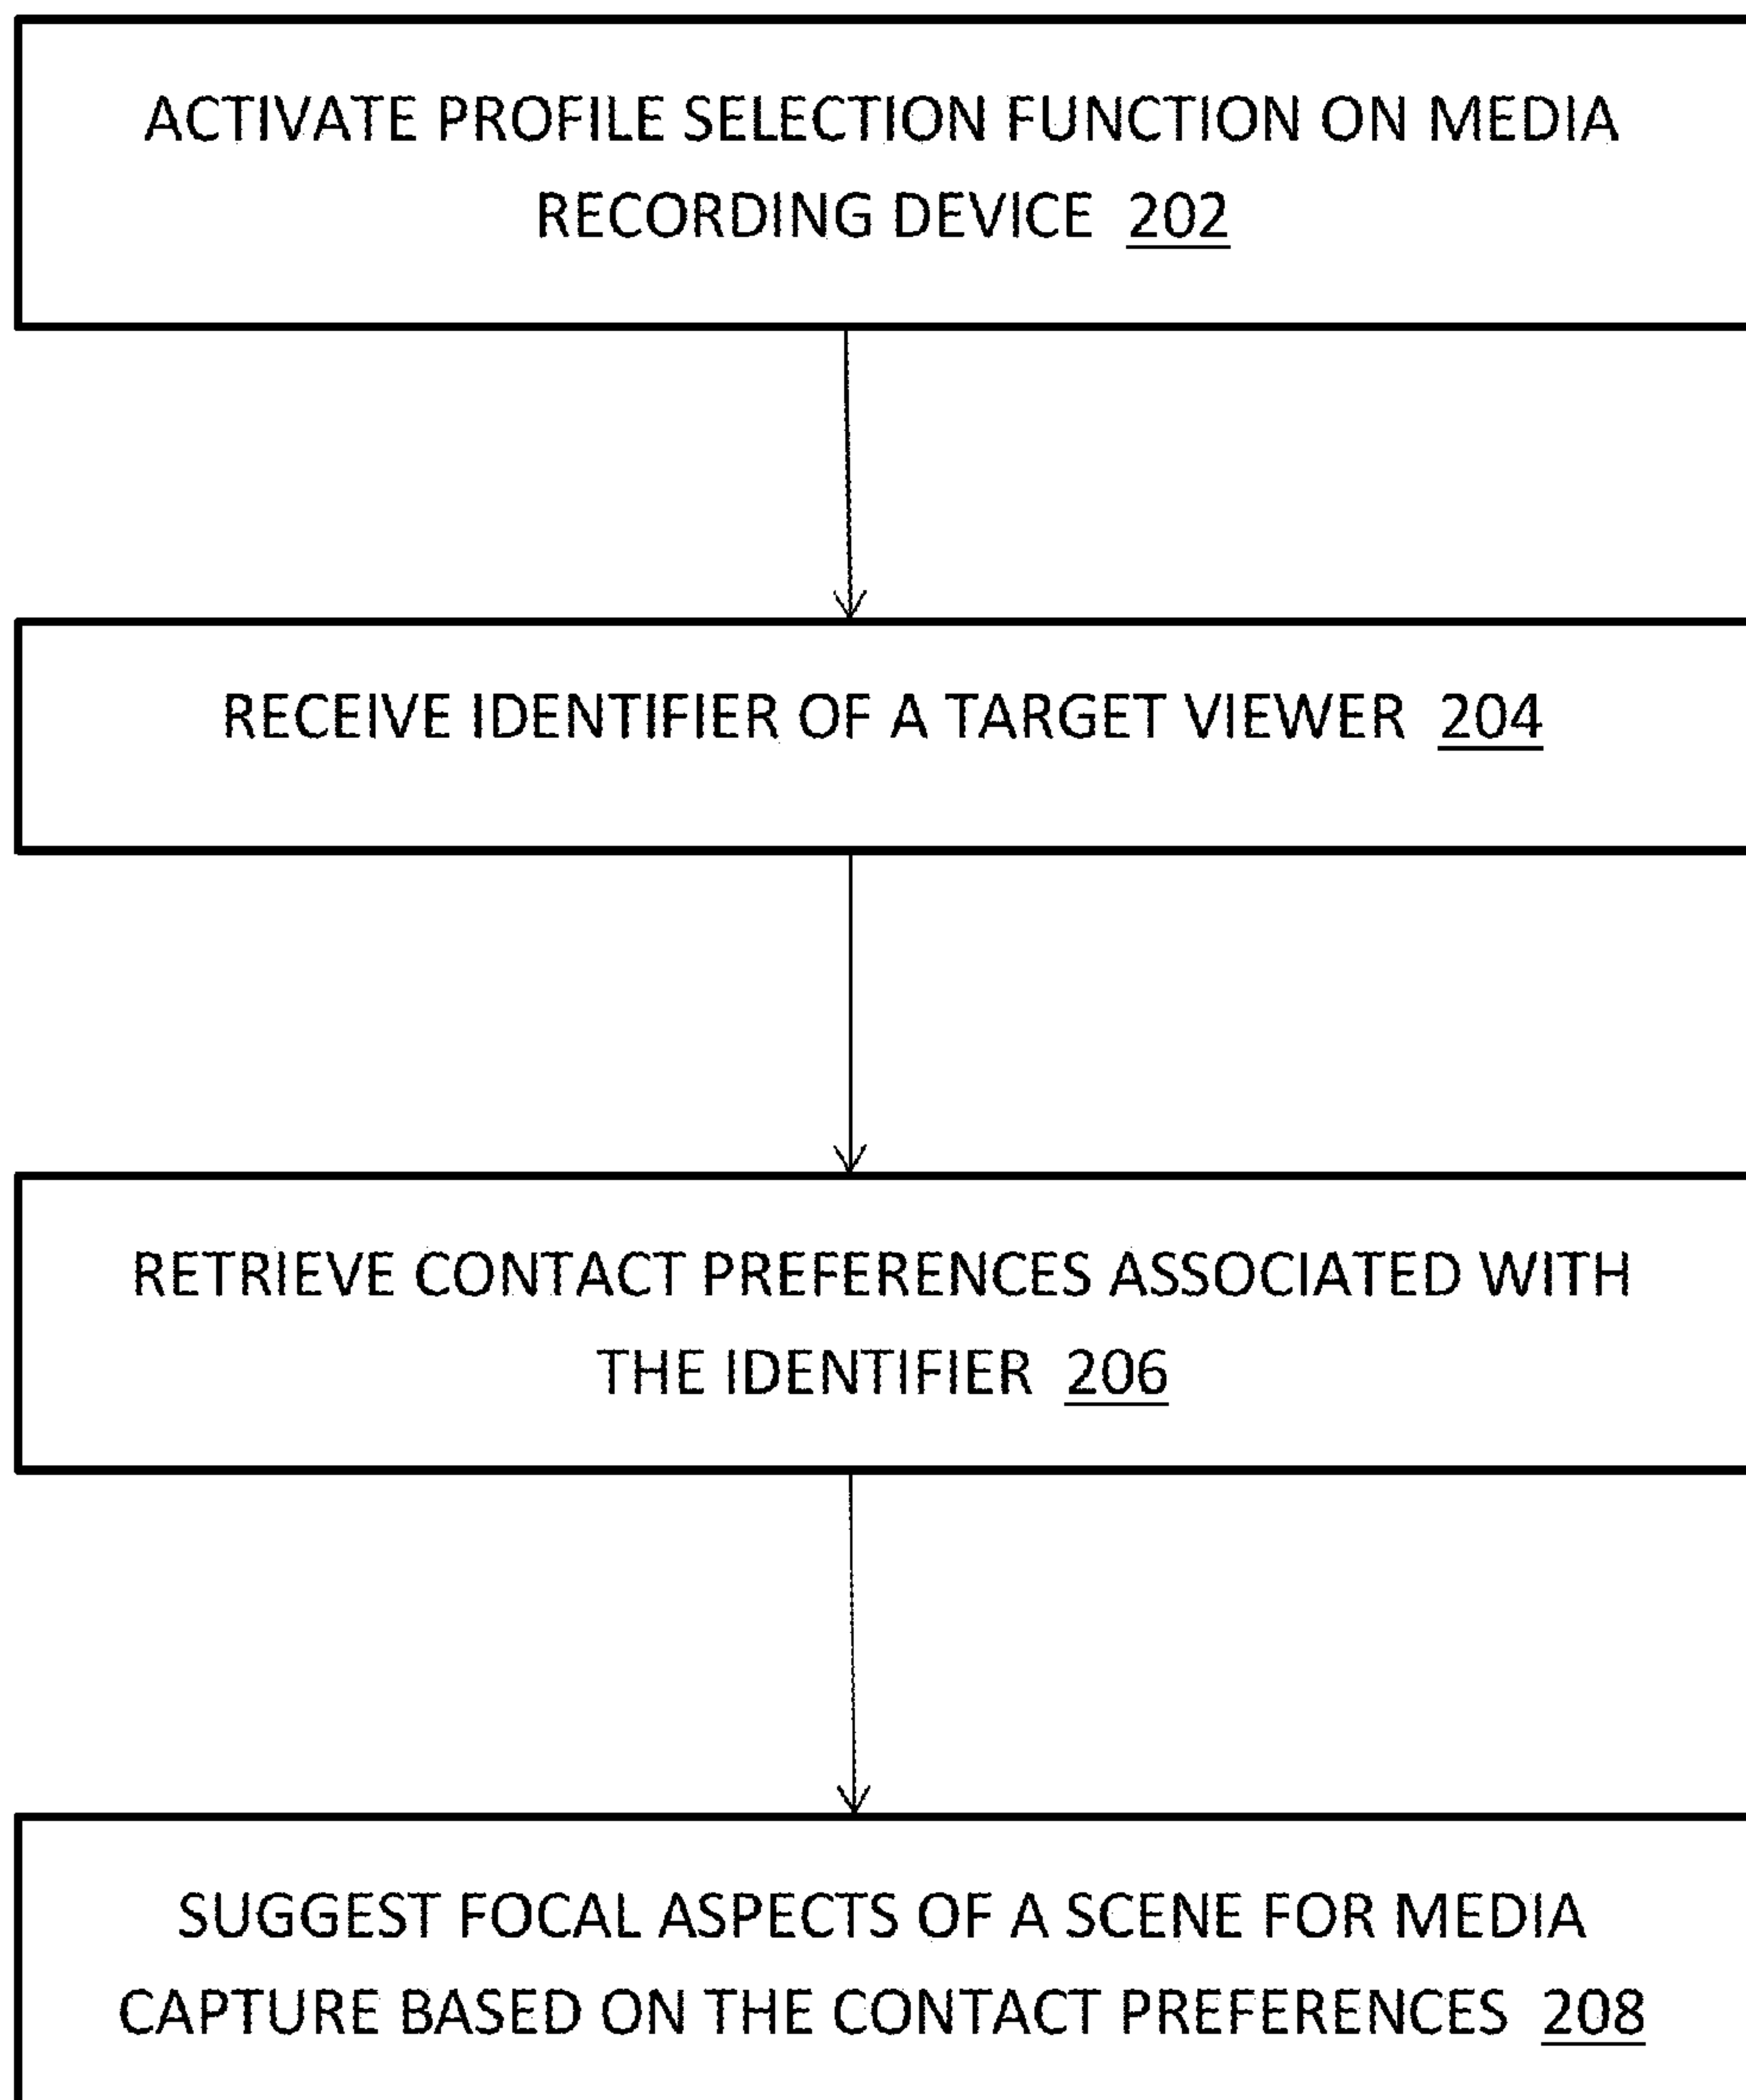 ACTIVATE PROFILE SELECTION FUNCTION ON MEDIA
RECORDING DEVICE 202
RECEIVE IDENTIFIER OF A TARGET VIEWER 204
RETRIEVE CONTACT PREFERENCES ASSOCIATED WITH
THE IDENTIFIER 206
SUGGEST FOCAL ASPECTS OF A SCENE FOR MEDIA
CAPTURE BASED ON THE CONTACT PREFERENCES 208